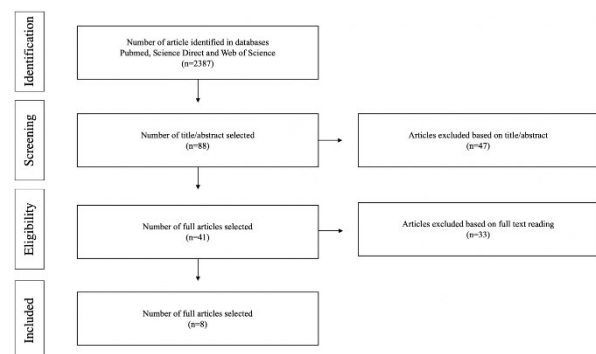 Identification
Number of article identified in databases
Pubmed, Science Direct and Web of Science
(n=2387)
Screening
Number of title/abstract selected
(n=88)
Articles excluded based on title/abstract
(n=47)
Eligibility
Number of full articles selected
(n=41)
Articles excluded based on full text reading
(n=33)
Included
Number of full articles selected
(n=8)